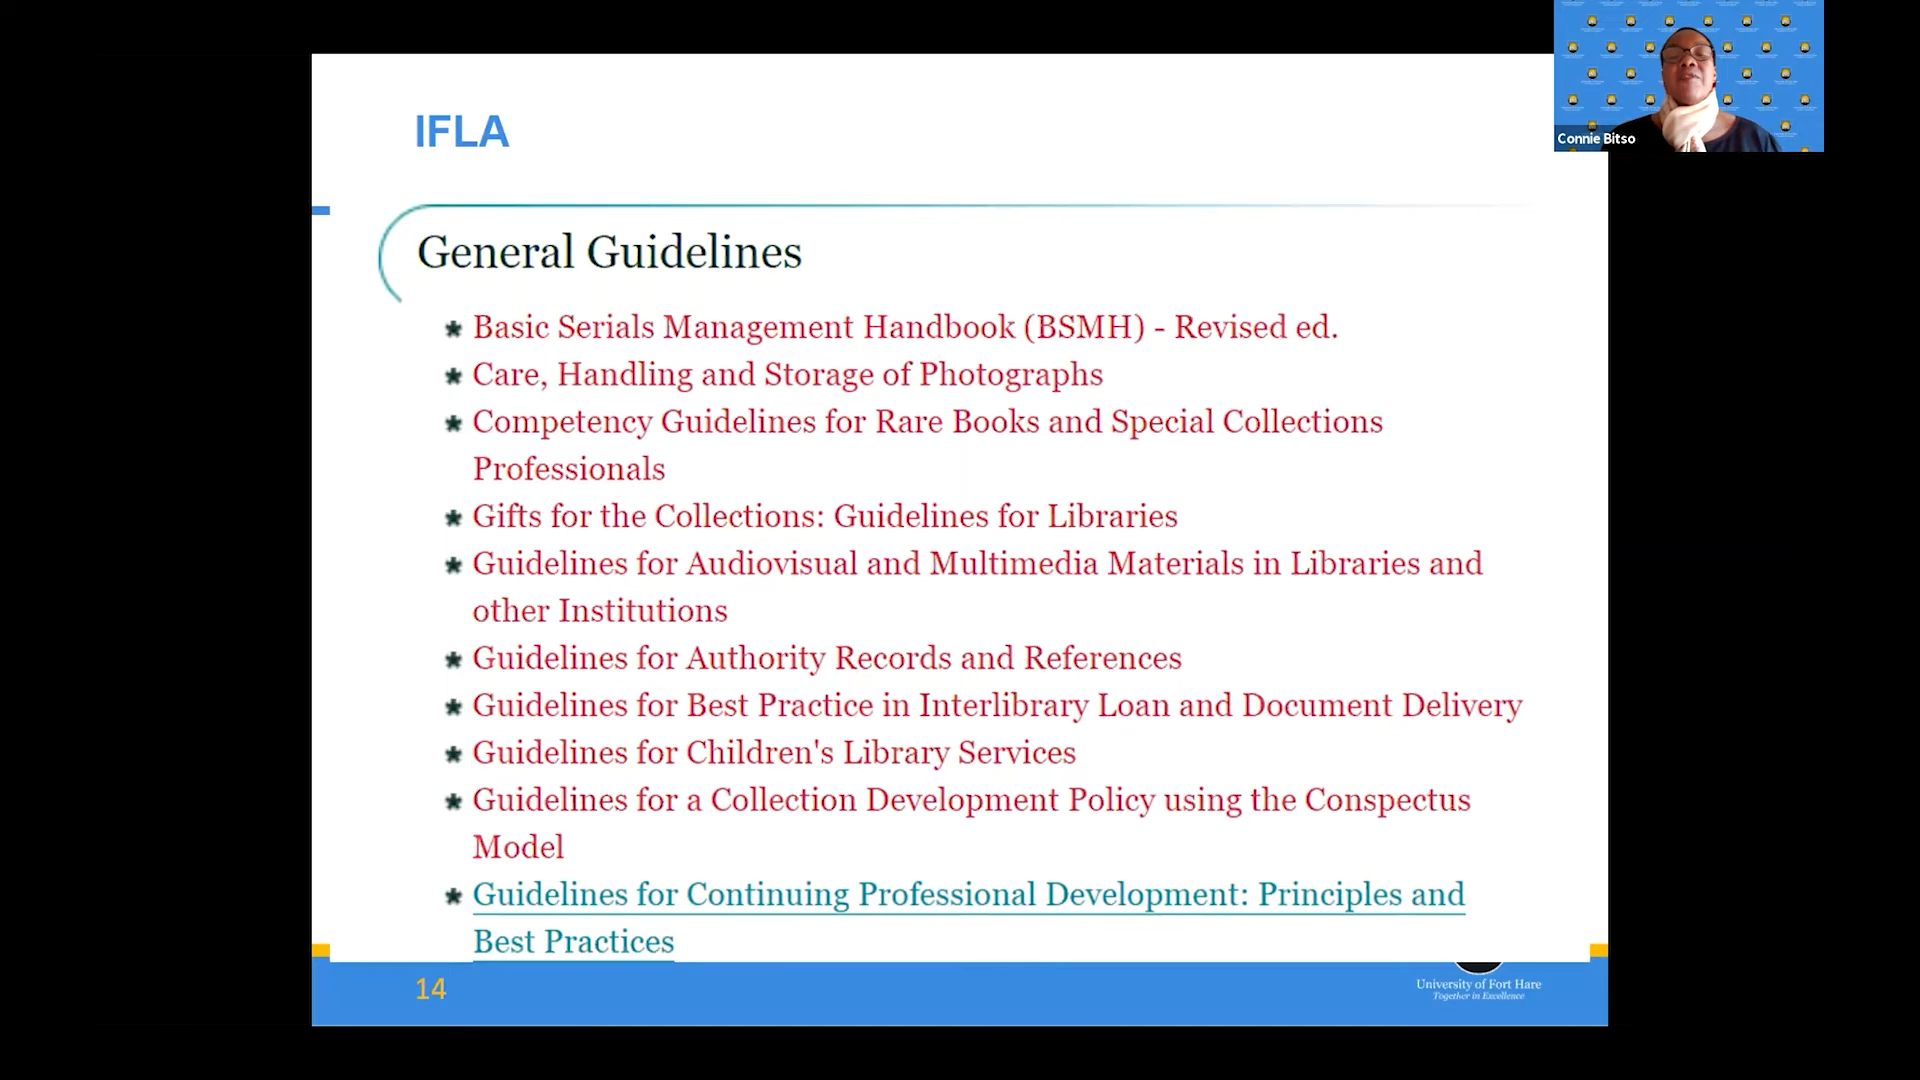 IFLA
Connie Bitso
General Guidelines
Basic Serials Management Handbook (BSMH) - Revised ed.
Care, Handling and Storage of Photographs
Competency Guidelines for Rare Books and Special Collections
Professionals
Gifts for the Collections: Guidelines for Libraries
Guidelines for Audiovisual and Multimedia Materials in Libraries and
other Institutions
Guidelines for Authority Records and References
Guidelines for Best Practice in Interlibrary Loan and Document Delivery
Guidelines for Children's Library Services
Guidelines for a Collection Development Policy using the Conspectus
Model
Guidelines for Continuing Professional Development: Principles and
Best Practices
14
University of Fort Hare
Together in Excellence